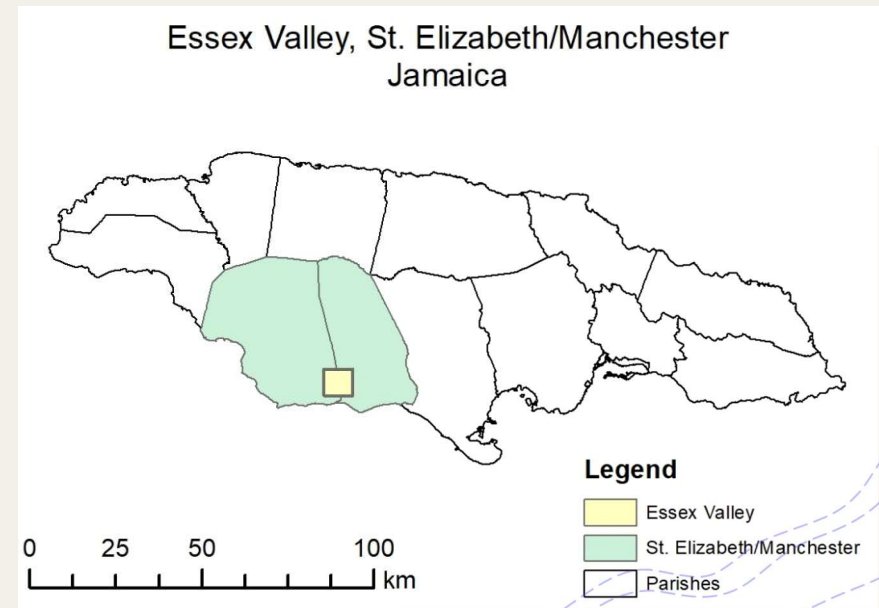 Essex Valley, St. Elizabeth/Manchester
Jamaica
Legend
Essex Valley
St. Elizabeth/Manchester
Parishes
0 25 50 100
km